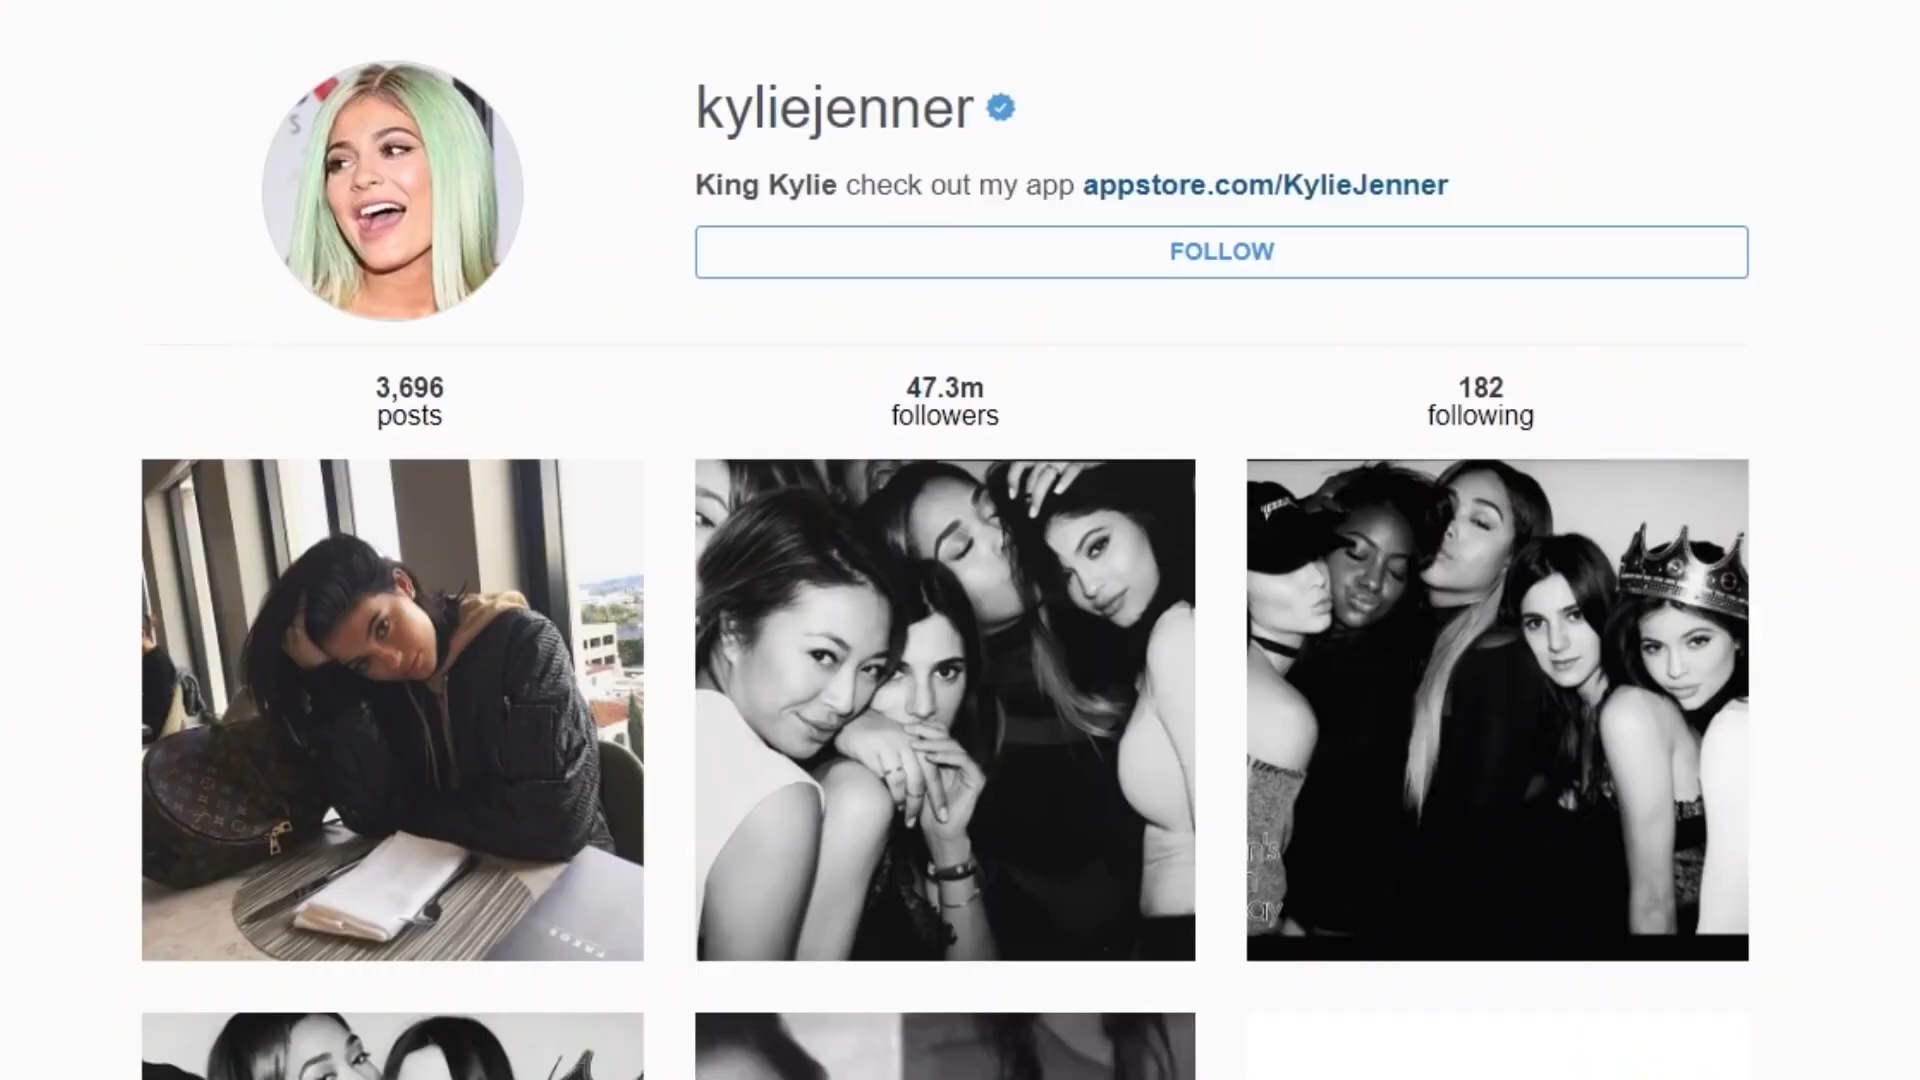 kyliejenner
King Kylie check out my app appstore.com/KylieJenner
FOLLOW
3,696
posts
47.3m
followers
182
following